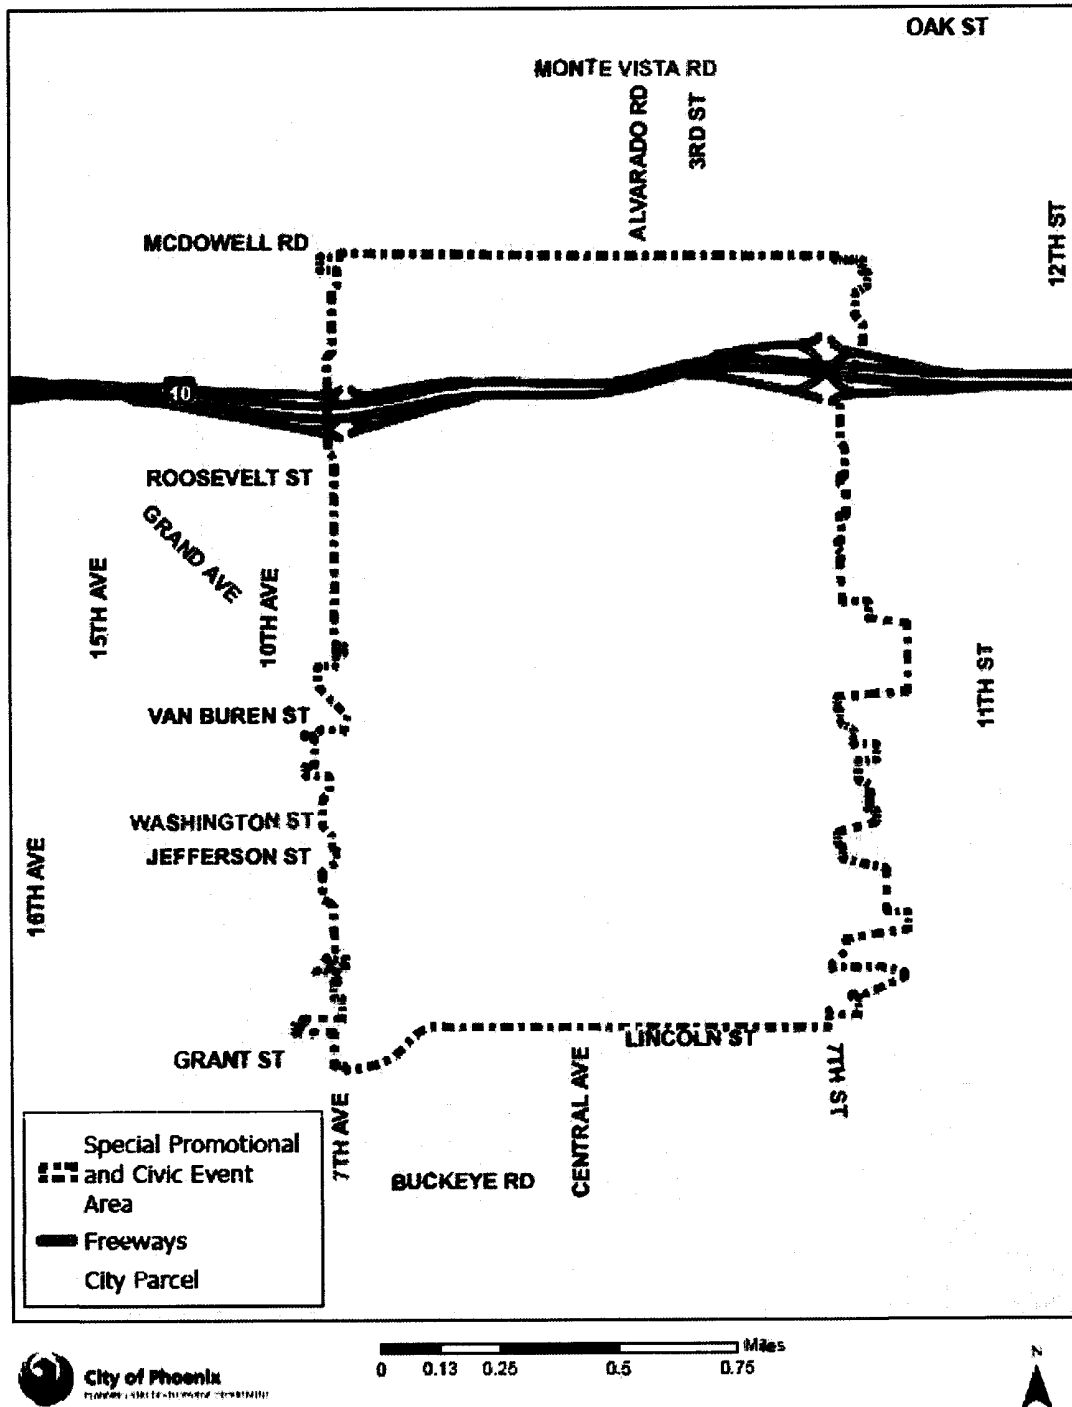 OAK ST
MONTE VISTA RD
ALVARADO RD
3RD ST
12TH ST
MCDOWELL RD
10
ROOSEVELT ST
GRAND AVE
15TH AVE
10TH AVE
11TH ST
VAN BUREN ST
WASHINGTON ST
JEFFERSON ST
16TH AVE
GRANT ST
LINCOLN ST
7TH AVE
CENTRAL AVE
7TH ST
BUCKEYE RD
Special Promotional
and Civic Event
Area
Freeways
City Parcel
City of Phoenix
Miles
0 0.13 0.25 0.5 0.75
N